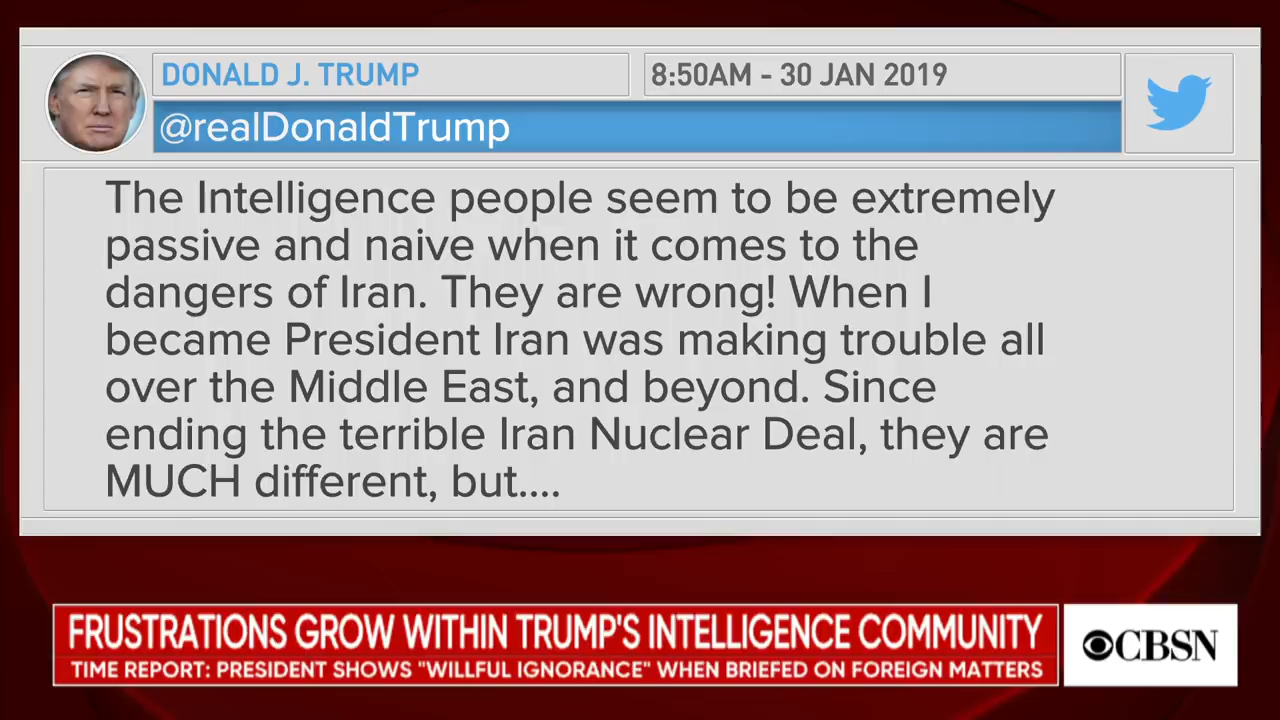 DONALD J. TRUMP
8:50AM - 30 JAN 2019
@realDonaldTrump
The Intelligence people seem to be extremely
passive and naive when it comes to the
dangers of Iran. They are wrong! When I
became President Iran was making trouble all
over the Middle East, and beyond. Since
ending the terrible Iran Nuclear Deal, they are
MUCH different, but....
FRUSTRATIONS GROW WITHIN TRUMP'S INTELLIGENCE COMMUNITY
TIME REPORT: PRESIDENT SHOWS "WILLFUL IGNORANCE" WHEN BRIEFED ON FOREIGN MATTERS
CBSN